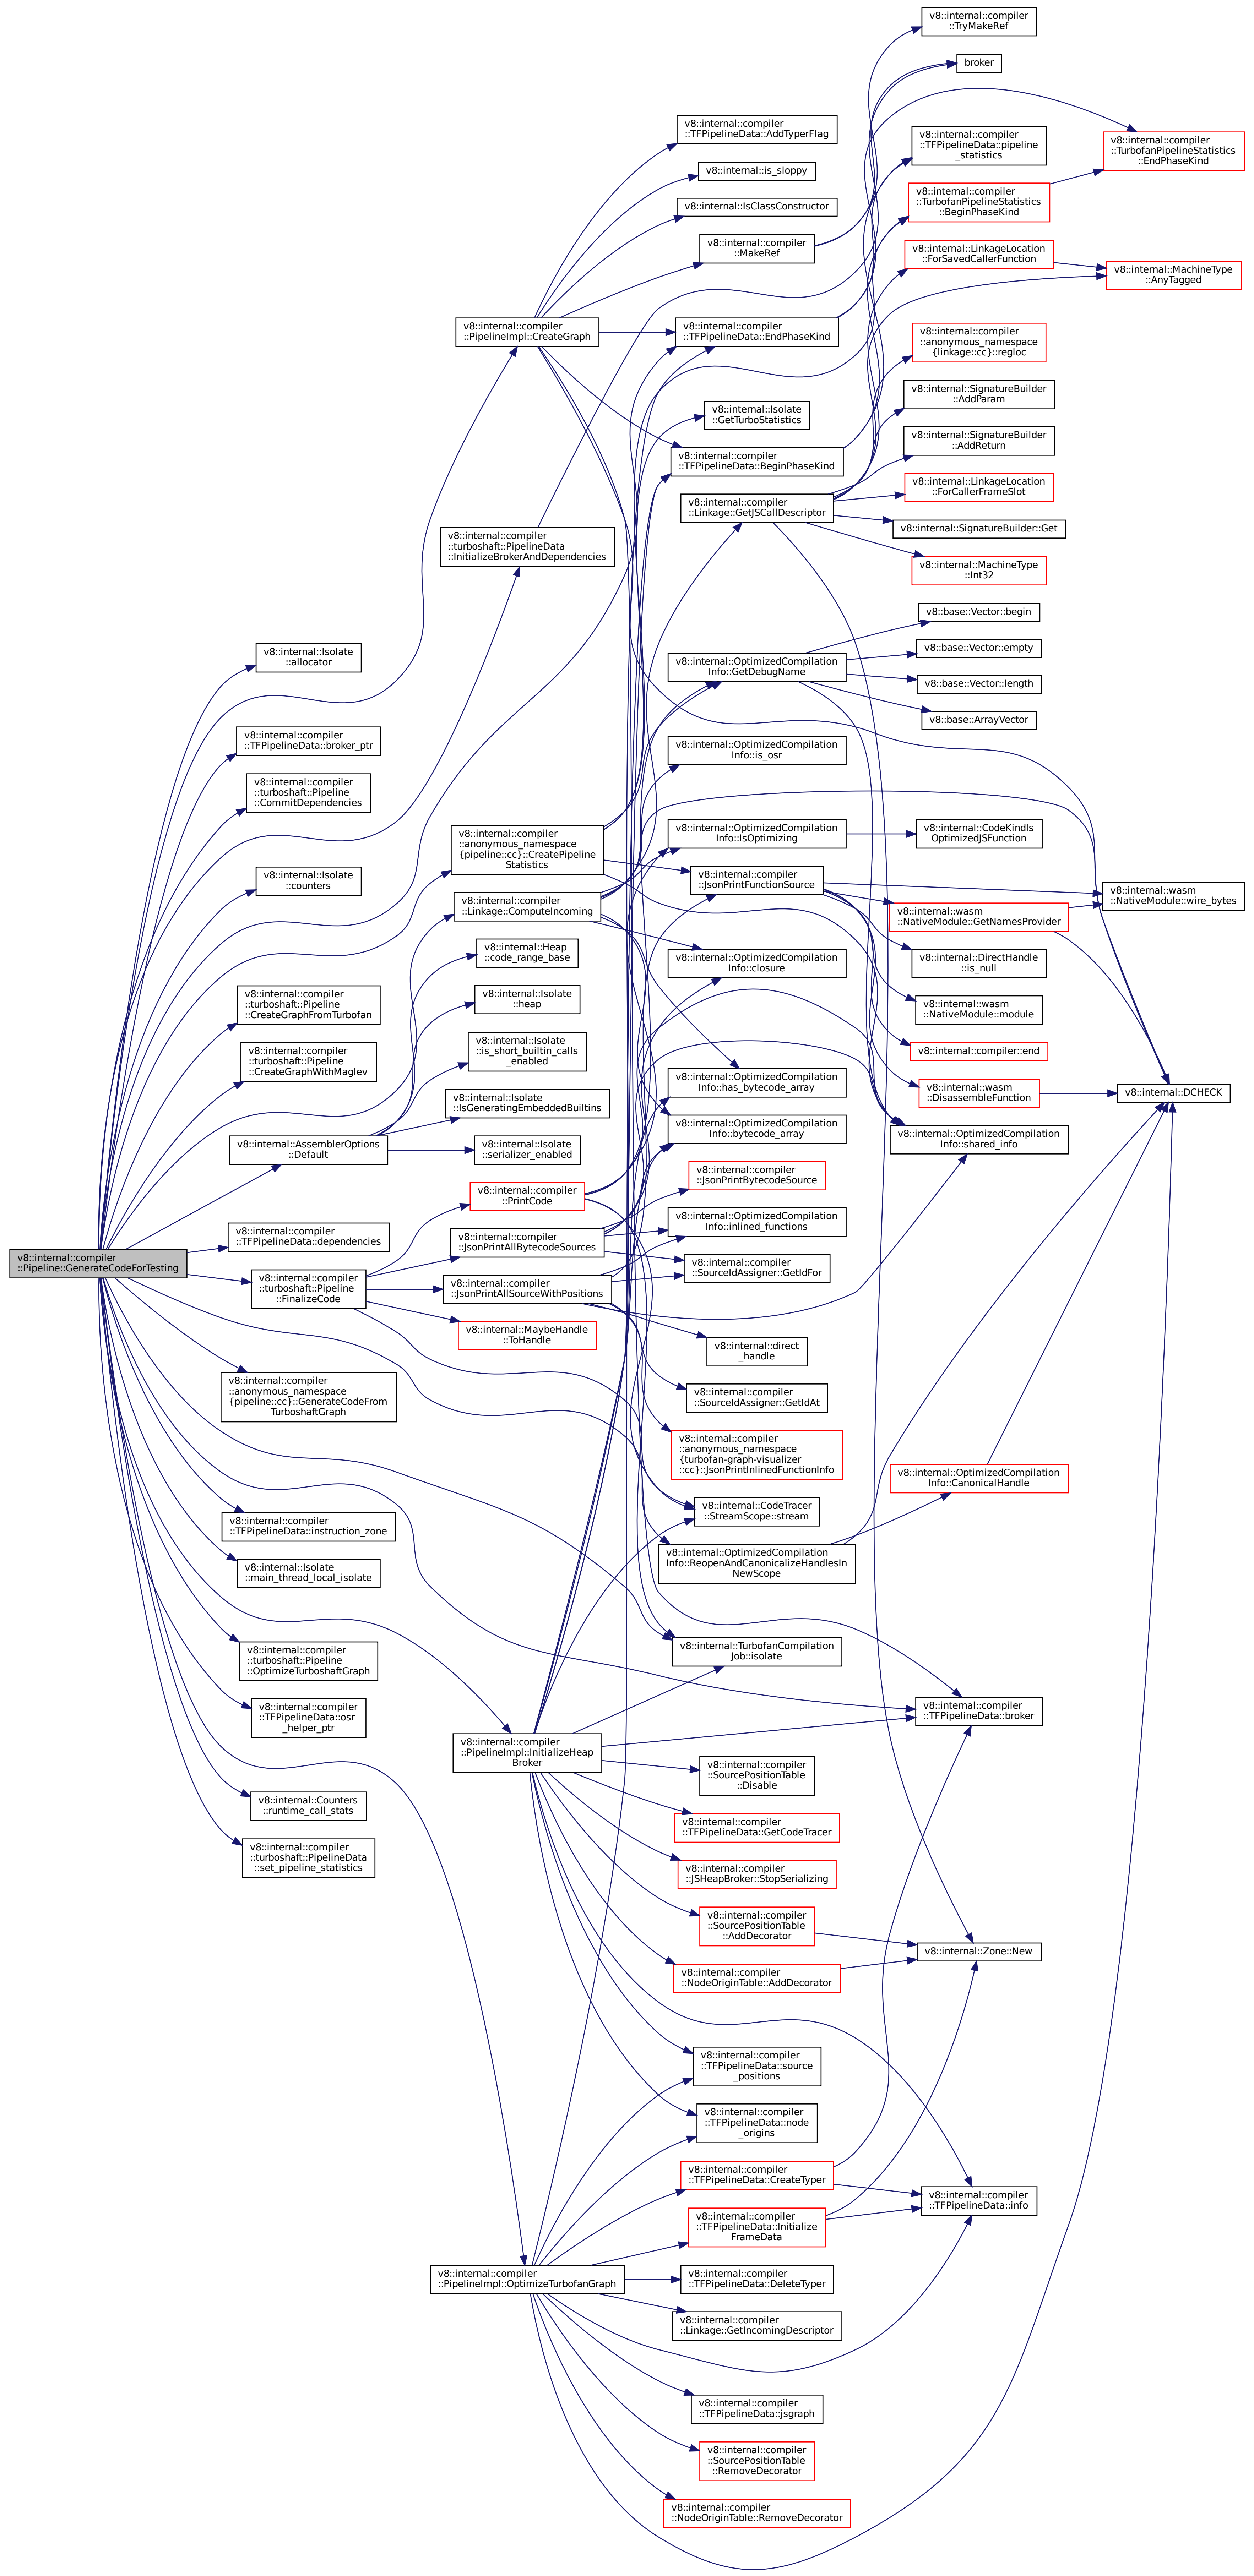 v8::internal::compiler
::Pipeline::GenerateCodeForTesting
v8::internal::Isolate
::allocator
v8::internal::compiler
::TFPipelineData::broker_ptr
v8::internal::compiler
::turboshaft::Pipeline
::CommitDependencies
v8::internal::Isolate
::counters
v8::internal::compiler
::turboshaft::Pipeline
::CreateGraphFromTurbofan
v8::internal::compiler
::turboshaft::Pipeline
::CreateGraphWithMaglev
v8::internal::AssemblerOptions
::Default
v8::internal::compiler
::TFPipelineData::dependencies
v8::internal::compiler
::turboshaft::Pipeline
::FinalizeCode
v8::internal::compiler
::anonymous_namespace
{pipeline::cc}::GenerateCodeFrom
TurboshaftGraph
v8::internal::compiler
::TFPipelineData::instruction_zone
v8::internal::Isolate
::main_thread_local_isolate
v8::internal::compiler
::turboshaft::Pipeline
::OptimizeTurboshaftGraph
v8::internal::compiler
::TFPipelineData::osr
_helper_ptr
v8::internal::Counters
::runtime_call_stats
v8::internal::compiler
::turboshaft::PipelineData
::set_pipeline_statistics
v8::internal::compiler
::PipelineImpl::CreateGraph
v8::internal::compiler
::turboshaft::PipelineData
::InitializeBrokerAndDependencies
v8::internal::compiler
::anonymous_namespace
{pipeline::cc}::CreatePipeline
Statistics
v8::internal::compiler
::Linkage::ComputeIncoming
v8::internal::Heap
::code_range_base
v8::internal::Isolate
::heap
v8::internal::Isolate
::is_short_builtin_calls
_enabled
v8::internal::Isolate
::IsGeneratingEmbeddedBuiltins
v8::internal::Isolate
::serializer_enabled
v8::internal::compiler
::PrintCode
v8::internal::compiler
::JsonPrintAllBytecodeSources
v8::internal::compiler
::JsonPrintAllSourceWithPositions
v8::internal::MaybeHandle
::ToHandle
v8::internal::compiler
::PipelineImpl::InitializeHeap
Broker
v8::internal::compiler
::PipelineImpl::OptimizeTurbofanGraph
v8::internal::compiler
::TFPipelineData::AddTyperFlag
v8::internal::is_sloppy
v8::internal::IsClassConstructor
v8::internal::compiler
::MakeRef
v8::internal::compiler
::TFPipelineData::EndPhaseKind
v8::internal::Isolate
::GetTurboStatistics
v8::internal::compiler
::TFPipelineData::BeginPhaseKind
v8::internal::compiler
::Linkage::GetJSCallDescriptor
v8::internal::OptimizedCompilation
Info::GetDebugName
v8::internal::OptimizedCompilation
Info::is_osr
v8::internal::OptimizedCompilation
Info::IsOptimizing
v8::internal::compiler
::JsonPrintFunctionSource
v8::internal::OptimizedCompilation
Info::closure
v8::internal::OptimizedCompilation
Info::has_bytecode_array
v8::internal::OptimizedCompilation
Info::bytecode_array
v8::internal::compiler
::JsonPrintBytecodeSource
v8::internal::OptimizedCompilation
Info::inlined_functions
v8::internal::compiler
::SourceIdAssigner::GetIdFor
v8::internal::direct
_handle
v8::internal::compiler
::SourceIdAssigner::GetIdAt
v8::internal::compiler
::anonymous_namespace
{turbofan-graph-visualizer
::cc}::JsonPrintInlinedFunctionInfo
v8::internal::CodeTracer
::StreamScope::stream
v8::internal::OptimizedCompilation
Info::ReopenAndCanonicalizeHandlesIn
NewScope
v8::internal::TurbofanCompilation
Job::isolate
v8::internal::compiler
::SourcePositionTable
::Disable
v8::internal::compiler
::TFPipelineData::GetCodeTracer
v8::internal::compiler
::JSHeapBroker::StopSerializing
v8::internal::compiler
::SourcePositionTable
::AddDecorator
v8::internal::compiler
::NodeOriginTable::AddDecorator
v8::internal::compiler
::TFPipelineData::source
_positions
v8::internal::compiler
::TFPipelineData::node
_origins
v8::internal::compiler
::TFPipelineData::CreateTyper
v8::internal::compiler
::TFPipelineData::Initialize
FrameData
v8::internal::compiler
::TFPipelineData::DeleteTyper
v8::internal::compiler
::Linkage::GetIncomingDescriptor
v8::internal::compiler
::TFPipelineData::jsgraph
v8::internal::compiler
::SourcePositionTable
::RemoveDecorator
v8::internal::compiler
::NodeOriginTable::RemoveDecorator
v8::internal::compiler
::TryMakeRef
broker
v8::internal::compiler
::TFPipelineData::pipeline
_statistics
v8::internal::compiler
::TurbofanPipelineStatistics
::BeginPhaseKind
v8::internal::LinkageLocation
::ForSavedCallerFunction
v8::internal::compiler
::anonymous_namespace
{linkage::cc}::regloc
v8::internal::SignatureBuilder
::AddParam
v8::internal::SignatureBuilder
::AddReturn
v8::internal::LinkageLocation
::ForCallerFrameSlot
v8::internal::SignatureBuilder::Get
v8::internal::MachineType
::Int32
v8::base::Vector::begin
v8::base::Vector::empty
v8::base::Vector::length
v8::base::ArrayVector
v8::internal::CodeKindIs
OptimizedJSFunction
v8::internal::wasm
::NativeModule::GetNamesProvider
v8::internal::DirectHandle
::is_null
v8::internal::wasm
::NativeModule::module
v8::internal::compiler::end
v8::internal::wasm
::DisassembleFunction
v8::internal::OptimizedCompilation
Info::shared_info
v8::internal::OptimizedCompilation
Info::CanonicalHandle
v8::internal::compiler
::TFPipelineData::broker
v8::internal::Zone::New
v8::internal::compiler
::TFPipelineData::info
v8::internal::compiler
::TurbofanPipelineStatistics
::EndPhaseKind
v8::internal::MachineType
::AnyTagged
v8::internal::wasm
::NativeModule::wire_bytes
v8::internal::DCHECK